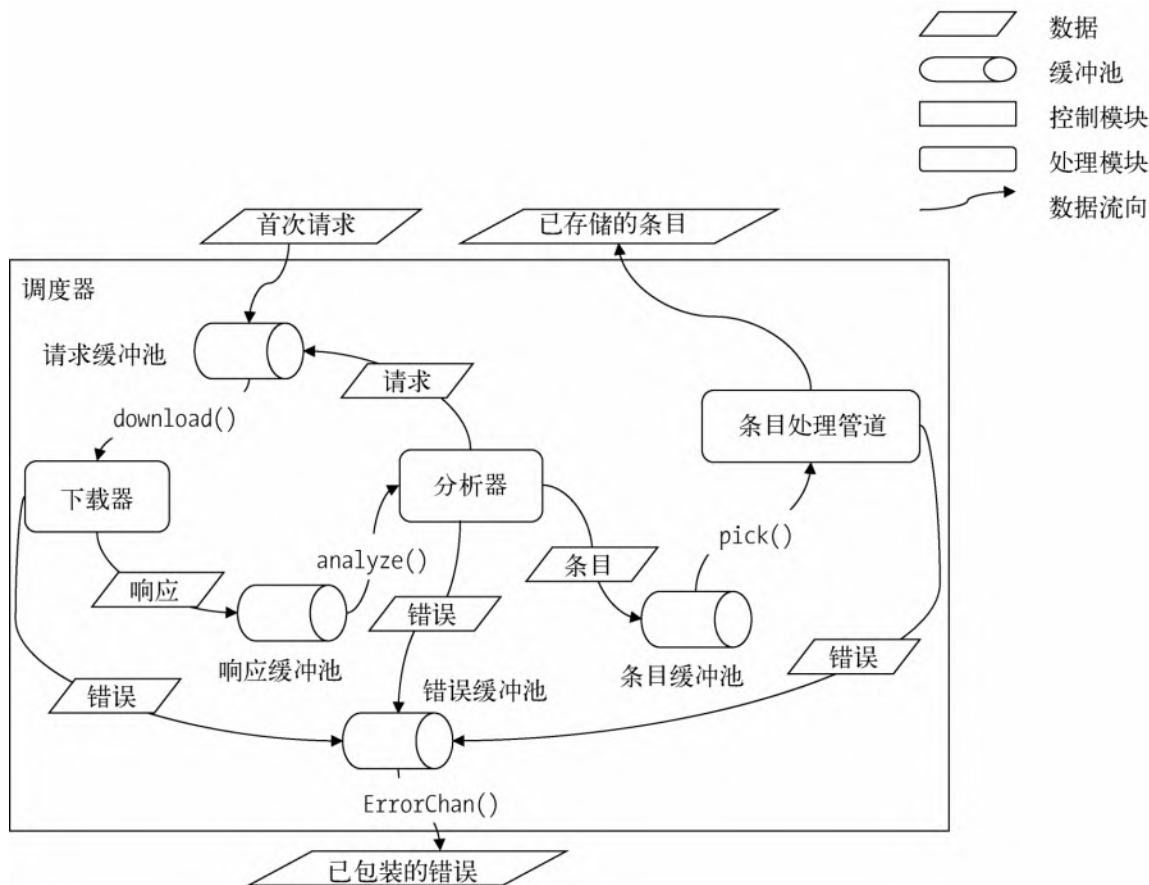 数据
缓冲池
控制模块
处理模块
数据流向
首次请求
已存储的条目
调度器
请求缓冲池
请求
download()
条目处理管道
下载器
分析器
pick()
analyze()
条目
响应
错误
响应缓冲池
错误缓冲池
条目缓冲池
错误
错误
ErrorChan()
已包装的错误